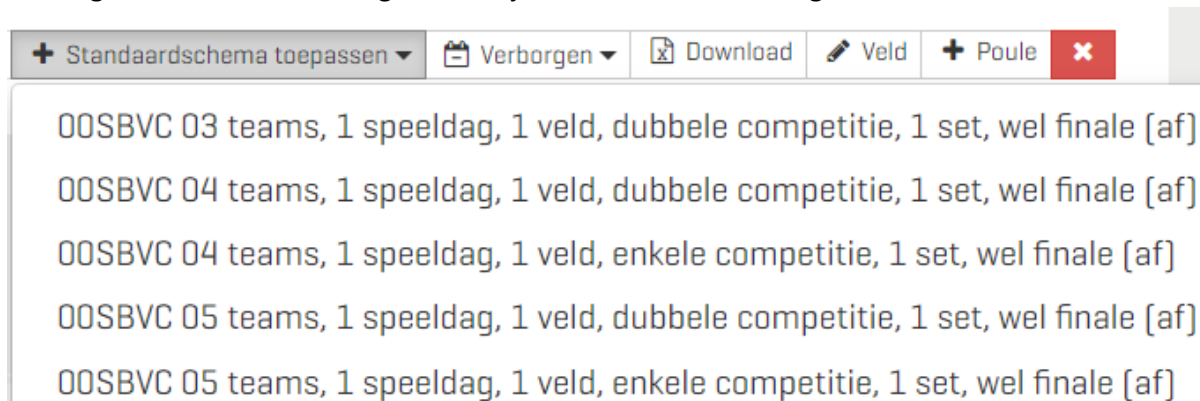 Standaardschema toepassen Verborgen Download Veld Poule
OOSBVC 03 teams, 1 speeldag, 1 veld, dubbele competitie, 1 set, wel finale (af)
OOSBVC 04 teams, 1 speeldag, 1 veld, dubbele competitie, 1 set, wel finale (af)
OOSBVC 04 teams, 1 speeldag, 1 veld, enkele competitie, 1 set, wel finale (af)
OOSBVC 05 teams, 1 speeldag, 1 veld, dubbele competitie, 1 set, wel finale (af)
OOSBVC 05 teams, 1 speeldag, 1 veld, enkele competitie, 1 set, wel finale (af)